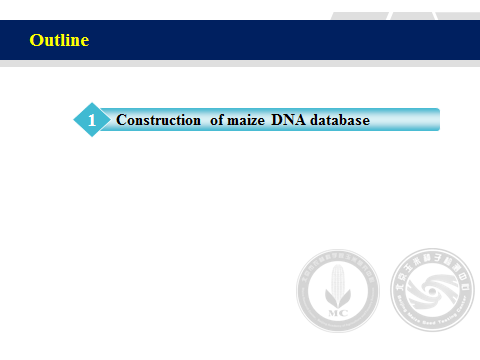 Outline
1 Construction of maize DNA database
MC